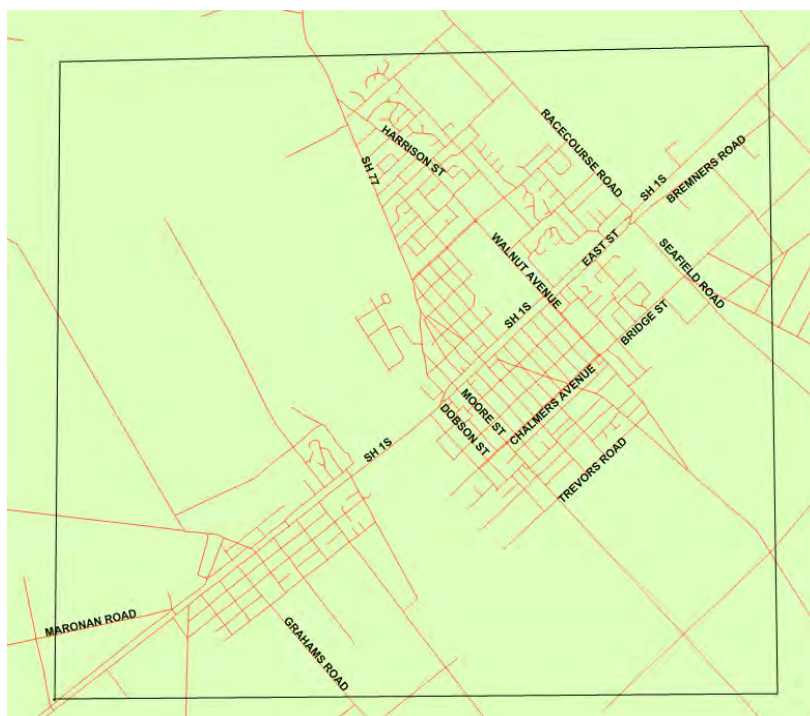 RACECOURSE ROAD
HARRISON ST
SH 77
SH 1S
BREMNERS ROAD
EAST ST
WALNUT AVENUE
SEAFIELD ROAD
SH 1S
BRIDGE ST
MOORE ST
CHALMERS AVENUE
DOBSON ST
SH 1S
TREVORS ROAD
MARONAN ROAD
GRAHAMS ROAD